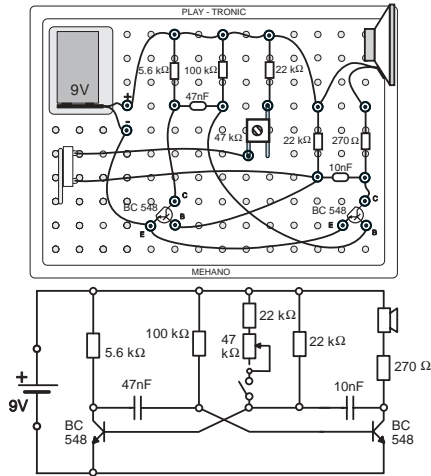 PLAY - TRONIC
9V
+
-
5.6 kΩ
100 kΩ
22 kΩ
47nF
47 kΩ
22 kΩ
270 Ω
10nF
C
BC 548
B
E
C
BC 548
E
B
MEHANO
+
9V
5.6 kΩ
100 kΩ
22 kΩ
47
kΩ
22 kΩ
270 Ω
47nF
10nF
BC
548
BC
548